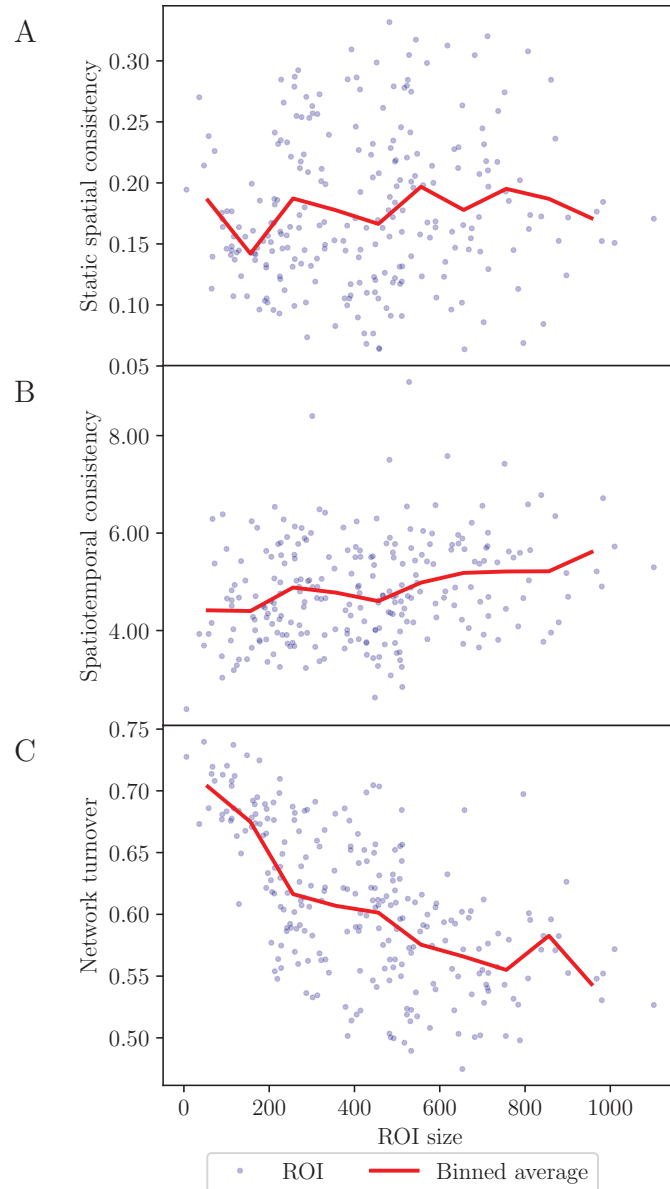 A
Static spatial consistency
0.30
0.25
0.20
0.15
0.10
0.05
B
Spatiotemporal consistency
8.00
6.00
4.00
C
Network turnover
0.75
0.70
0.65
0.60
0.55
0.50
0 200 400 600 800 1000
ROI size
ROI Binned average